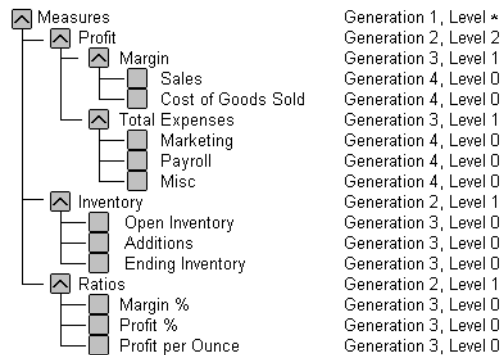 Measures Generation 1, Level *
Profit Generation 2, Level 2
Margin Generation 3, Level 1
Sales Generation 4, Level 0
Cost of Goods Sold Generation 4, Level 0
Total Expenses Generation 3, Level 1
Marketing Generation 4, Level 0
Payroll Generation 4, Level 0
Misc Generation 4, Level 0
Inventory Generation 2, Level 1
Open Inventory Generation 3, Level 0
Additions Generation 3, Level 0
Ending Inventory Generation 3, Level 0
Ratios Generation 2, Level 1
Margin % Generation 3, Level 0
Profit % Generation 3, Level 0
Profit per Ounce Generation 3, Level 0